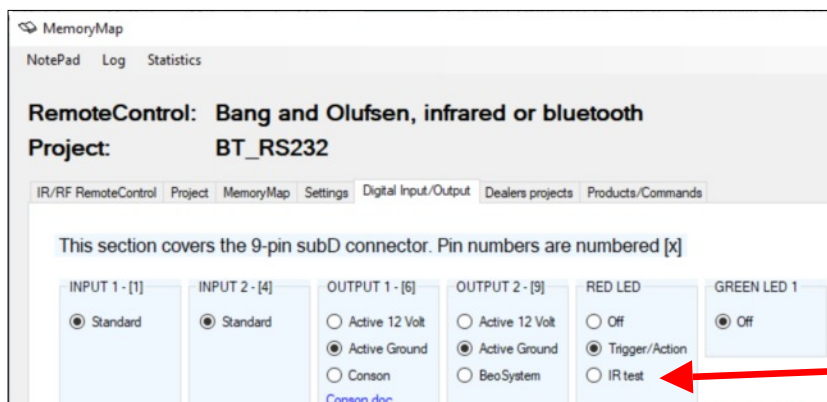 MemoryMap
NotePad Log Statistics
RemoteControl: Bang and Olufsen, infrared or bluetooth
Project: BT_RS232
IR/RF RemoteControl Project MemoryMap Settings Digital Input/Output Dealers projects Products/Commands
This section covers the 9-pin subD connector. Pin numbers are numbered [x]
INPUT 1 - [1] INPUT 2 - [4] OUTPUT 1 - [6] OUTPUT 2 - [9] RED LED GREEN LED 1
Standard Standard Active 12 Volt Active 12 Volt Off Off
Active Ground Active Ground Trigger/Action
Conson BeoSystem IR test
Conson doc